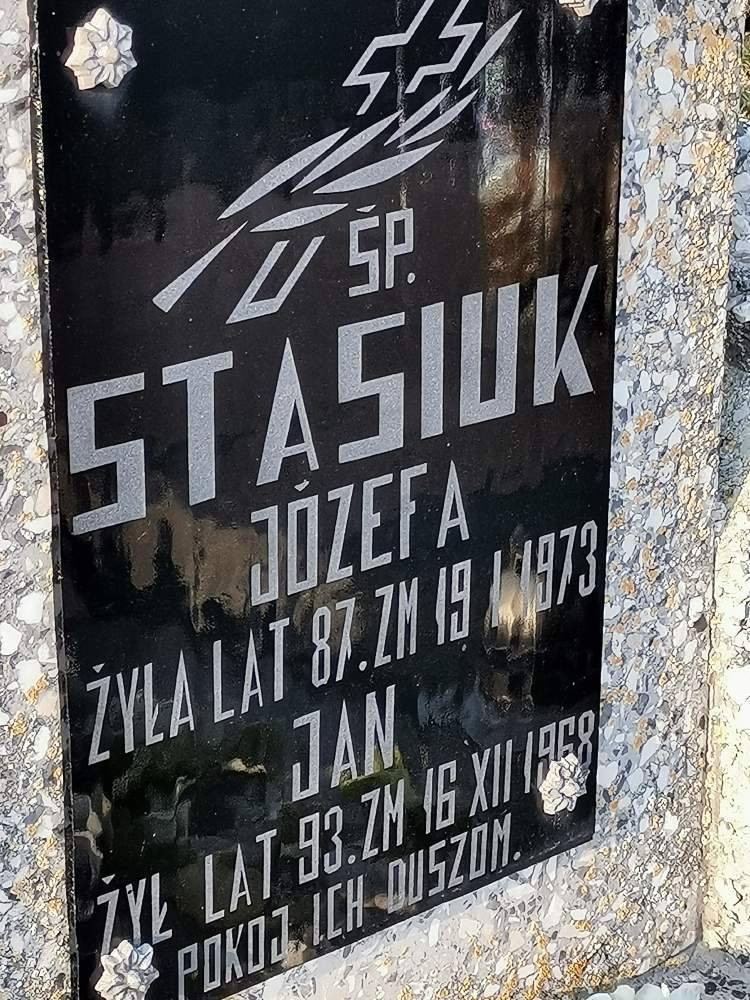 ŚP.
STASIUK
JÓZEFA
ŻYŁA LAT 87. ZM 19 I 1973
JAN
ŻYŁ LAT 93. ZM 16 XII 1968
POKOJ ICH DUSZOM.